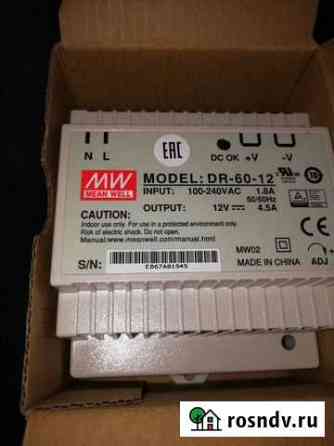 N L
EAC
DC OK
+V
-V
MW
MEAN WELL
MODEL: DR-60-12
INPUT: 100-240VAC 1.8A
50/60Hz
OUTPUT: 12V 4.5A
CAUTION:
Indoor use only. For use in a protected environment only.
Risk of electric shock. Do not open.
Manual:www.meanwell.com/manual.html
MW02
CE
S/N:
MADE IN CHINA
ADJ
rosndv.ru